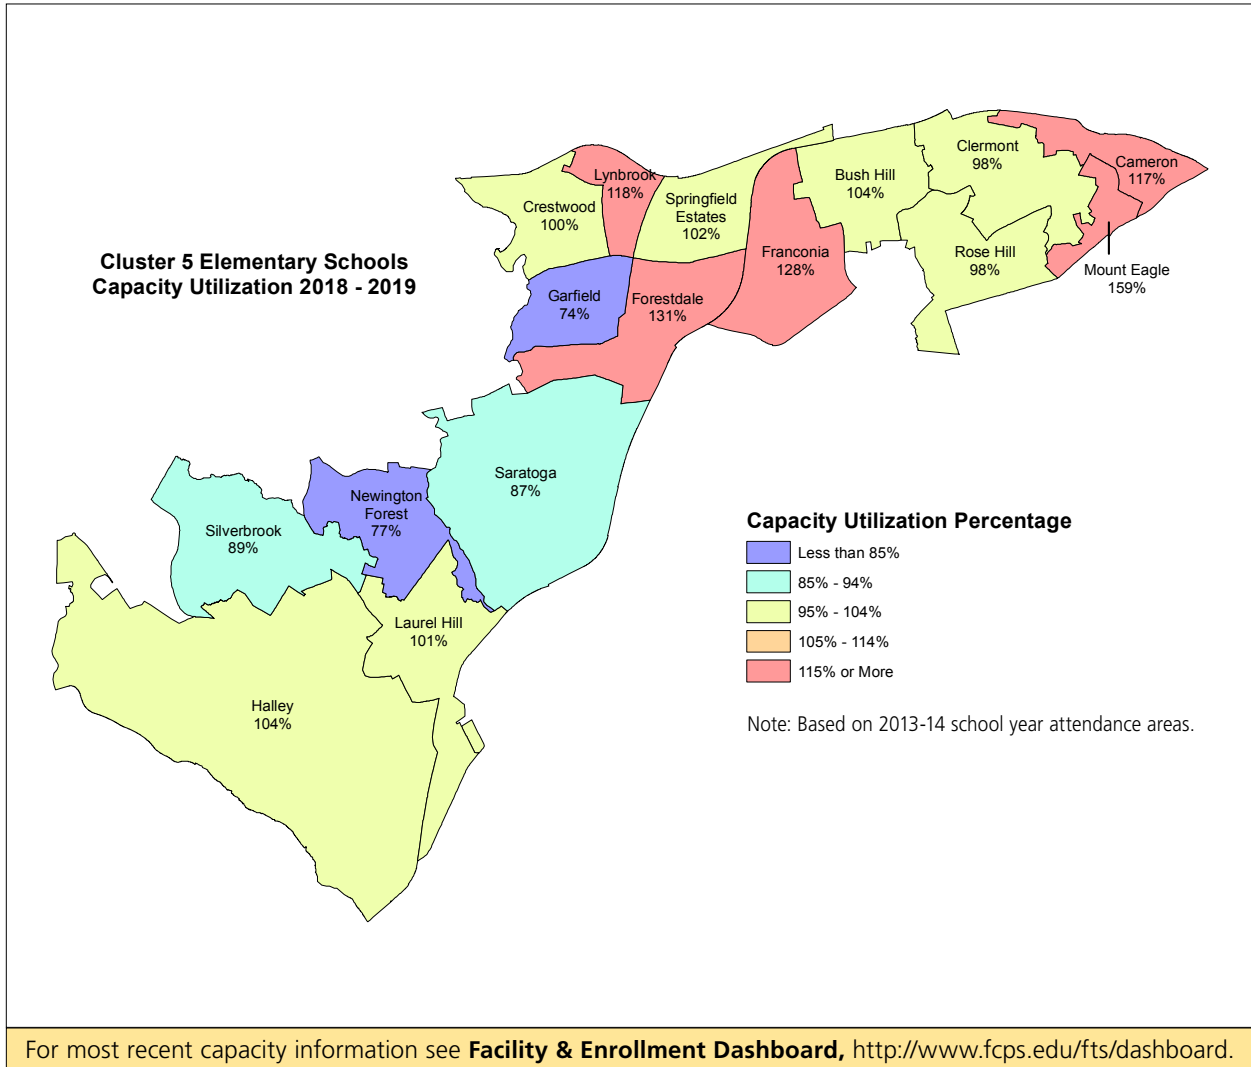 Cluster 5 Elementary Schools
Capacity Utilization 2018 - 2019
Crestwood
100%
Lynbrook
118%
Springfield
Estates
102%
Franconia
128%
Bush Hill
104%
Clermont
98%
Cameron
117%
Rose Hill
98%
Mount Eagle
159%
Garfield
74%
Forestdale
131%
Saratoga
87%
Newington
Forest
77%
Silverbrook
89%
Laurel Hill
101%
Halley
104%
Capacity Utilization Percentage
Less than 85%
85% - 94%
95% - 104%
105% - 114%
115% or More
Note: Based on 2013-14 school year attendance areas.
For most recent capacity information see Facility & Enrollment Dashboard, http://www.fcps.edu/fts/dashboard.